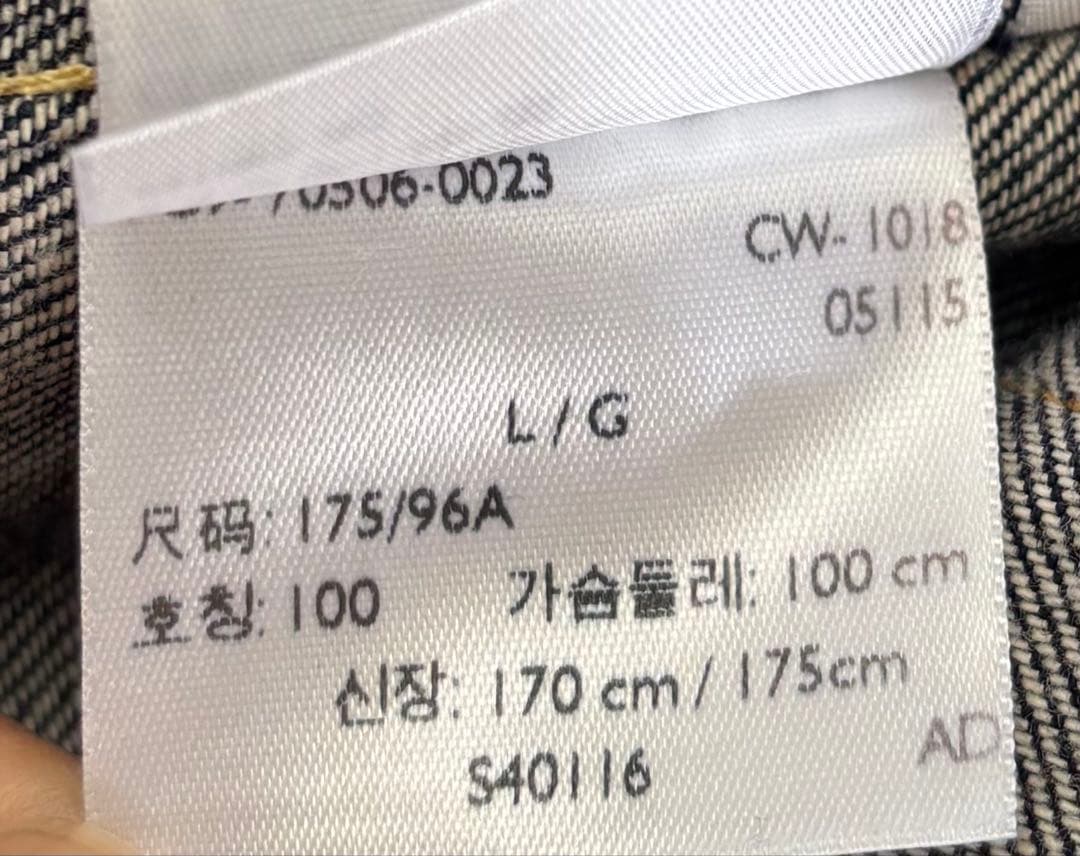 70506-0023
CW- 1018
05115
L / G
尺码: 175/96A
호칭: 100 가슴둘레: 100 cm
신장: 170 cm / 175cm
AD
S40116